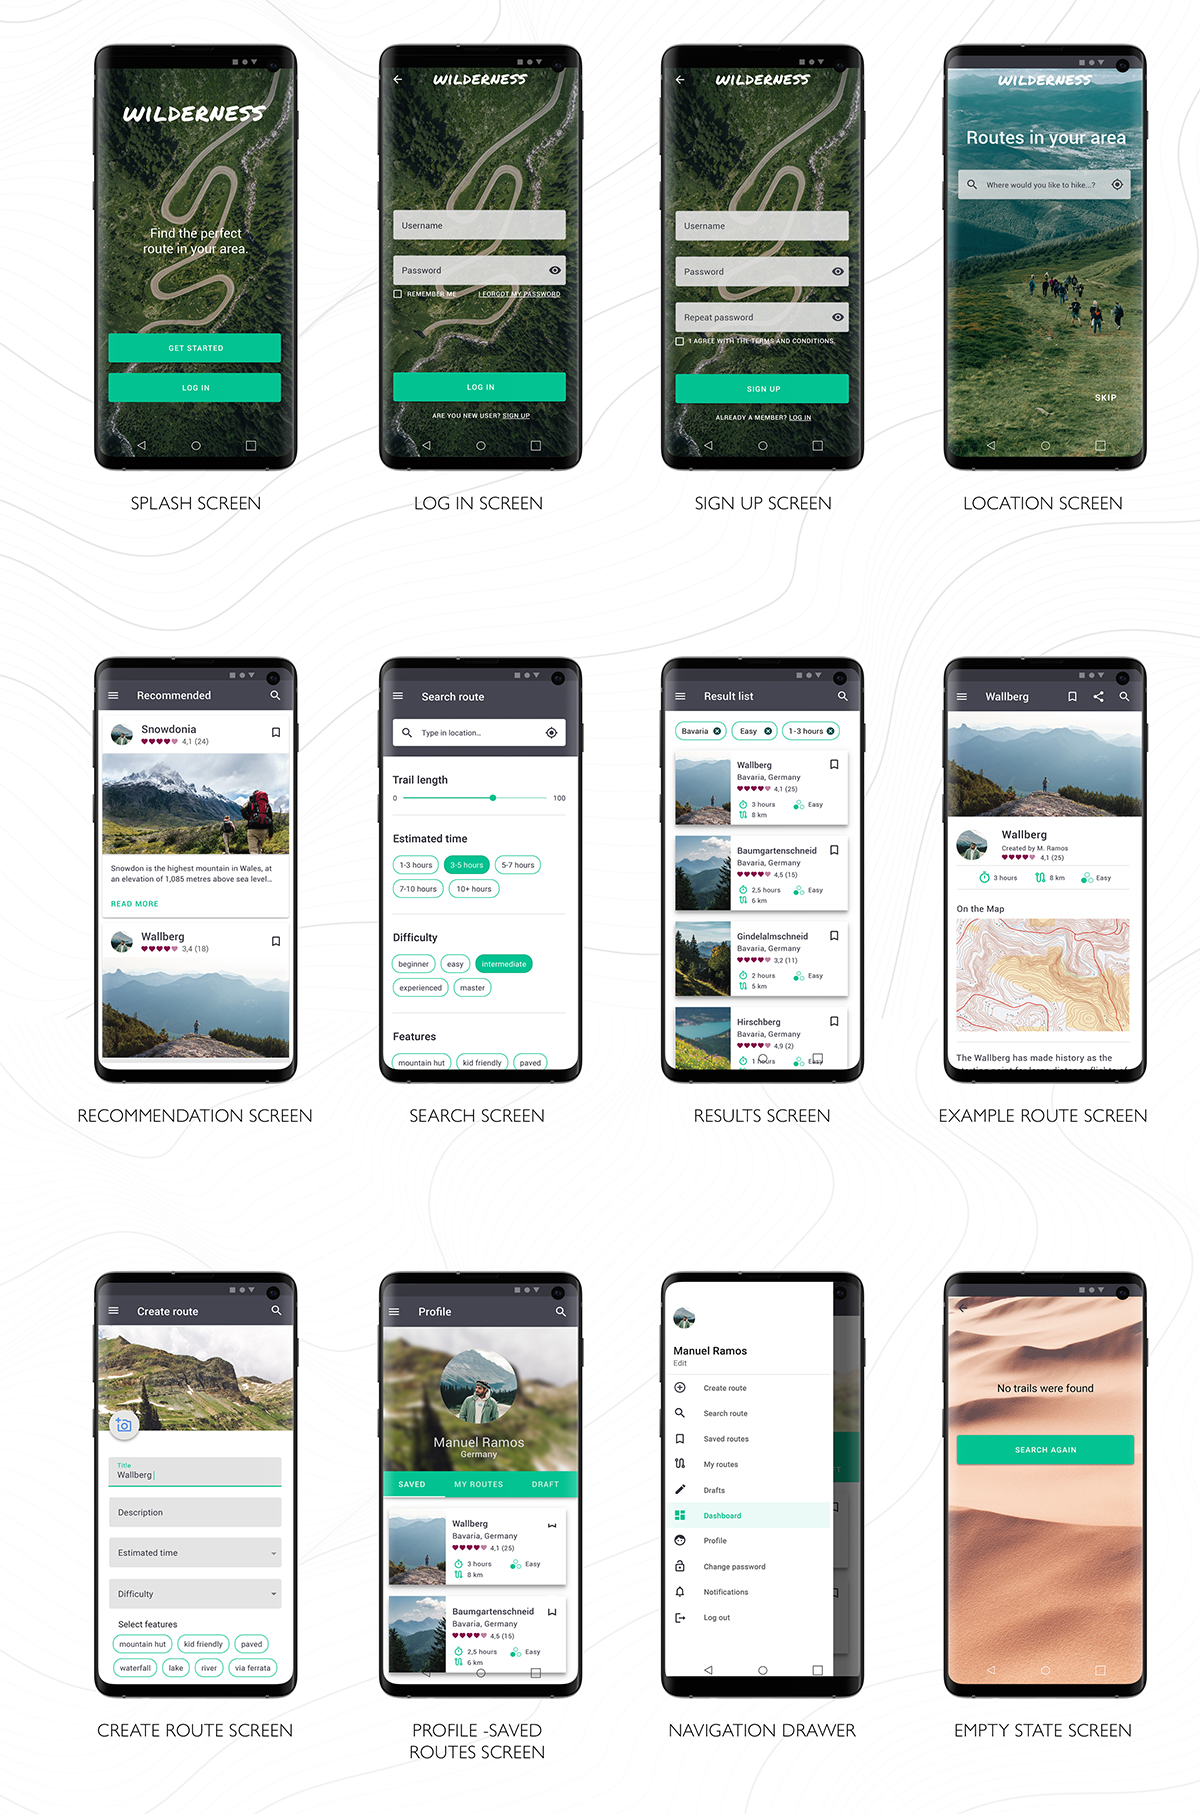 WILDERNESS
Find the perfect
route in your area.
GET STARTED
LOG IN
SPLASH SCREEN
WILDERNESS
Username
Password
REMEMBER ME
I FORGOT MY PASSWORD
LOG IN
ARE YOU NEW USER? SIGN UP
LOG IN SCREEN
WILDERNESS
Username
Password
Repeat password
I AGREE WITH THE TERMS AND CONDITIONS.
SIGN UP
ALREADY A MEMBER? LOG IN
SIGN UP SCREEN
WILDERNESS
Routes in your area
Where would you like to hike...?
SKIP
LOCATION SCREEN
Recommended
Snowdonia
4,1 (24)
Snowdon is the highest mountain in Wales, at
an elevation of 1,085 metres above sea level...
READ MORE
Wallberg
3,4 (18)
RECOMMENDATION SCREEN
Search route
Type in location...
Trail length
0
100
Estimated time
1-3 hours
3-5 hours
5-7 hours
7-10 hours
10+ hours
Difficulty
beginner
easy
intermediate
experienced
master
Features
mountain hut
kid friendly
paved
SEARCH SCREEN
Result list
Bavaria
Easy
1-3 hours
Wallberg
Bavaria, Germany
4,1 (25)
3 hours
Easy
8 km
Baumgartenschneid
Bavaria, Germany
4,5 (15)
2,5 hours
Easy
6 km
Gindelalmschneid
Bavaria, Germany
3,2 (11)
2 hours
Easy
5 km
Hirschberg
Bavaria, Germany
4,9 (2)
1 hours
Easy
RESULTS SCREEN
Wallberg
Wallberg
Created by M. Ramos
4,1 (25)
3 hours
8 km
Easy
On the Map
The Wallberg has made history as the
starting point for large distance flights of
EXAMPLE ROUTE SCREEN
Create route
Title
Wallberg
Description
Estimated time
Difficulty
Select features
mountain hut
kid friendly
paved
waterfall
lake
river
via ferrata
CREATE ROUTE SCREEN
Profile
Manuel Ramos
Germany
SAVED
MY ROUTES
DRAFT
Wallberg
Bavaria, Germany
4,1 (25)
3 hours
Easy
8 km
Baumgartenschneid
Bavaria, Germany
4,5 (15)
2,5 hours
Easy
6 km
PROFILE -SAVED
ROUTES SCREEN
Manuel Ramos
Edit
Create route
Search route
Saved routes
My routes
Drafts
Dashboard
Profile
Change password
Notifications
Log out
NAVIGATION DRAWER
No trails were found
SEARCH AGAIN
EMPTY STATE SCREEN